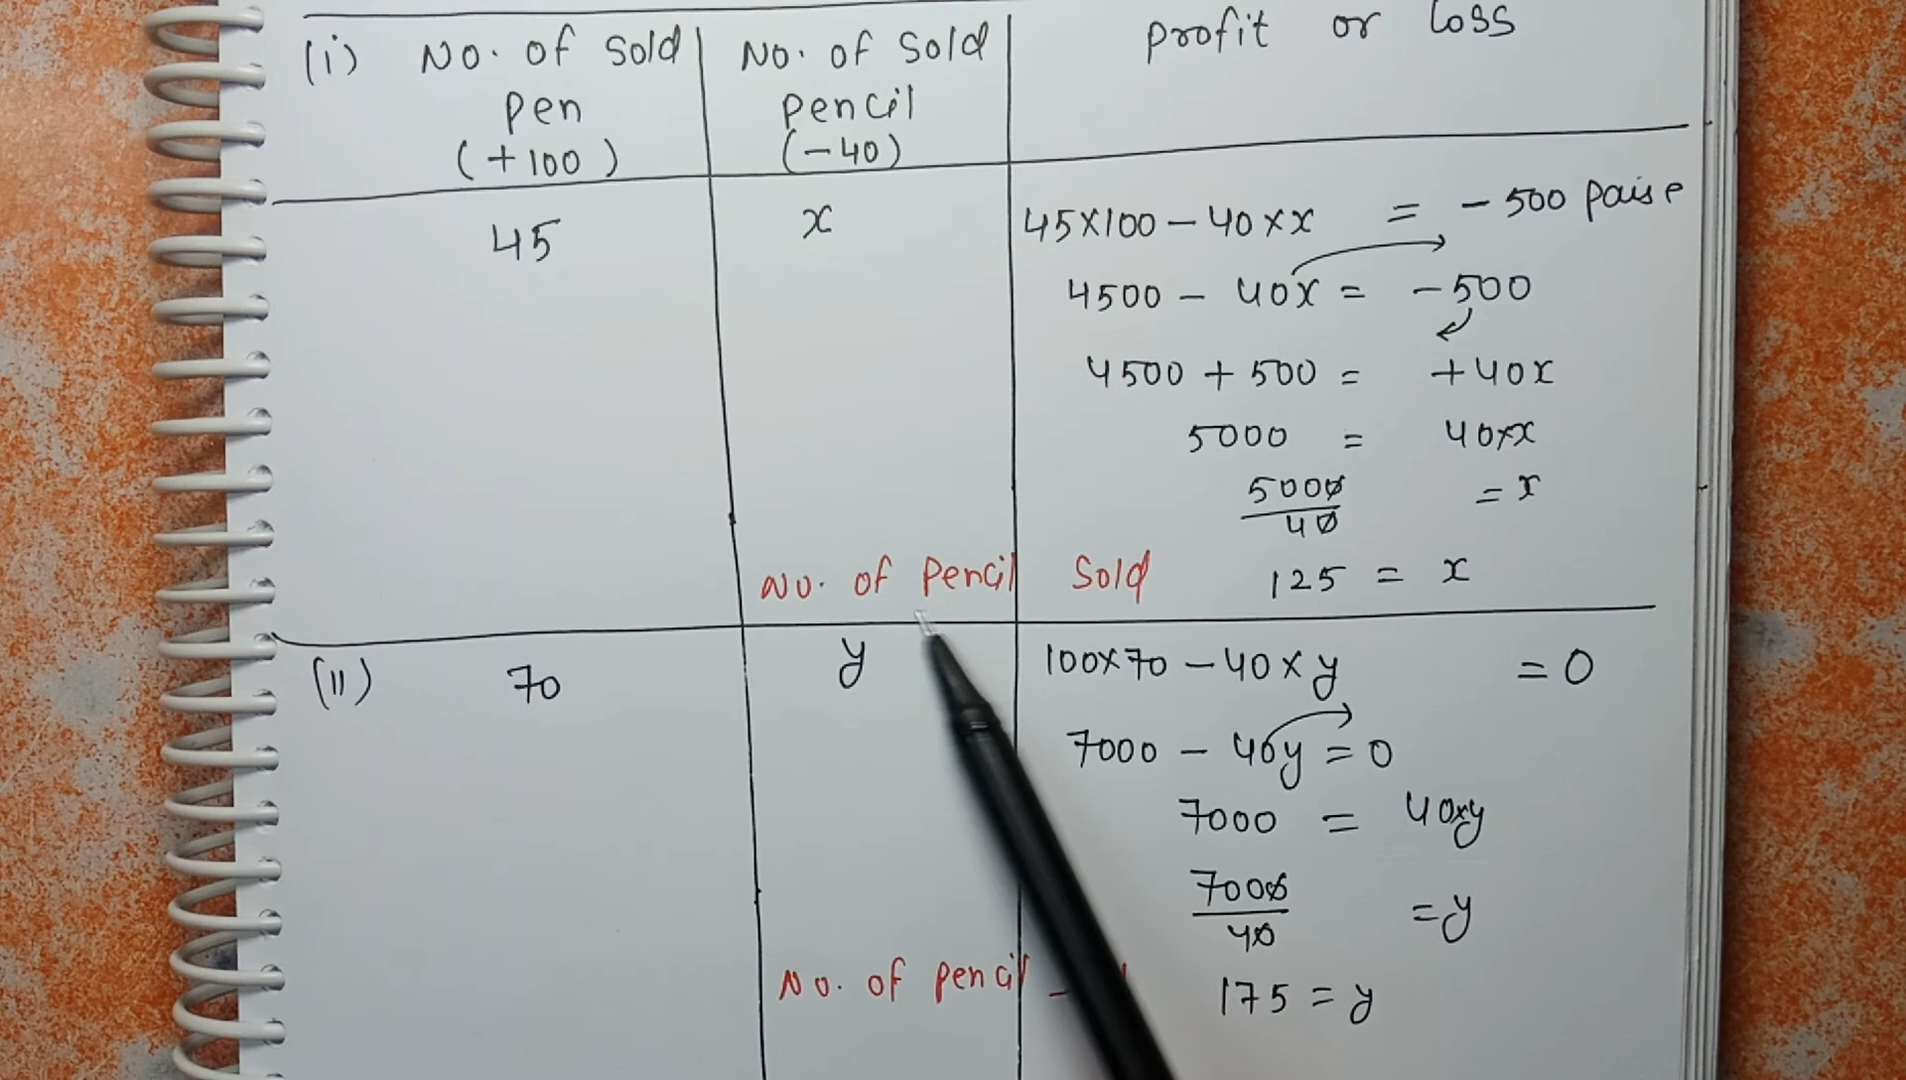 (i) No. of Sold Pen (+100) | No. of Sold pencil (-40) | profit or loss
45 | x | 45×100 - 40×x = - 500 paise
4500 - 40x = - 500
4500 + 500 = + 40x
5000 = 40×x
5000/40 = x
No. of Pencil Sold 125 = x
(ii) 70 | y | 100×70 - 40×y = 0
7000 - 40y = 0
7000 = 40×y
7000/40 = y
No. of pencil 175 = y